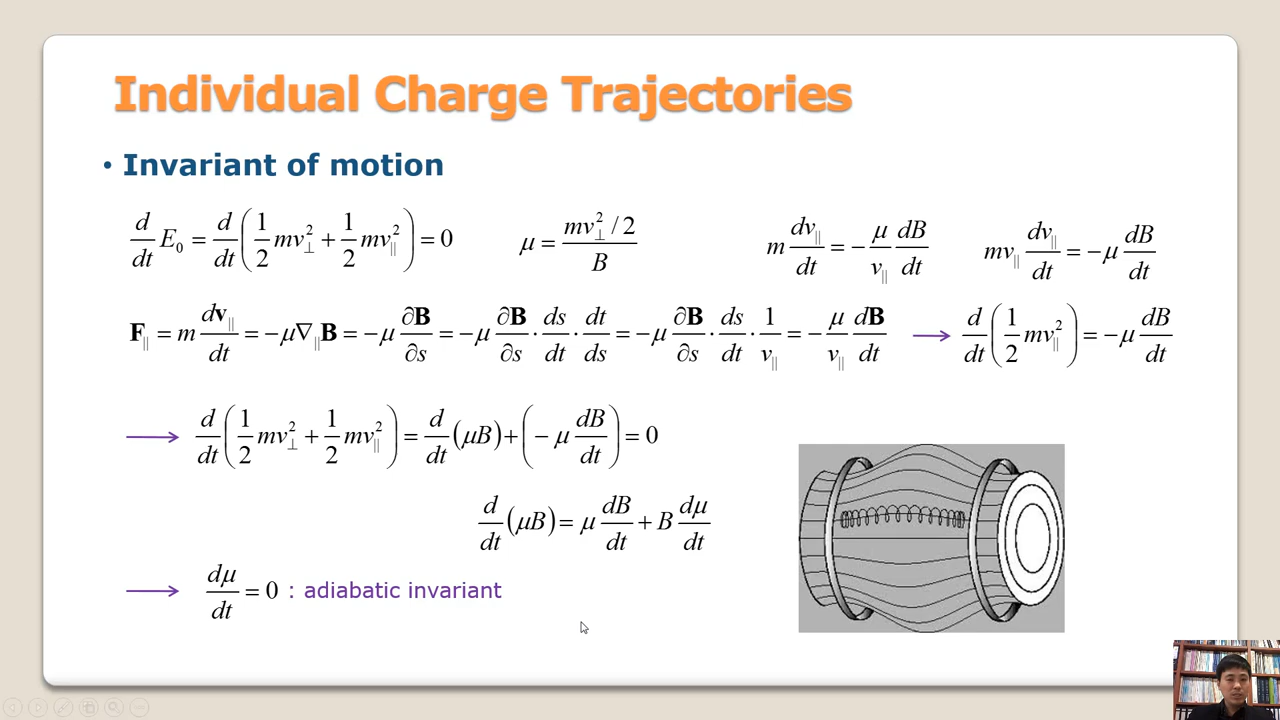 Individual Charge Trajectories
• Invariant of motion
d/dt E₀ = d/dt (1/2 mv⊥² + 1/2 mv∥²) = 0
μ = (mv⊥² / 2) / B
m dv∥/dt = − μ/v∥ dB/dt
mv∥ dv∥/dt = −μ dB/dt
F∥ = m dv∥/dt = −μ∇∥B = −μ ∂B/∂s = −μ ∂B/∂s · ds/dt · dt/ds = −μ ∂B/∂s · ds/dt · 1/v∥ = − μ/v∥ dB/dt
→ d/dt (1/2 mv∥²) = −μ dB/dt
→ d/dt (1/2 mv⊥² + 1/2 mv∥²) = d/dt (μB) + (− μ dB/dt) = 0
d/dt (μB) = μ dB/dt + B dμ/dt
→ dμ/dt = 0 : adiabatic invariant